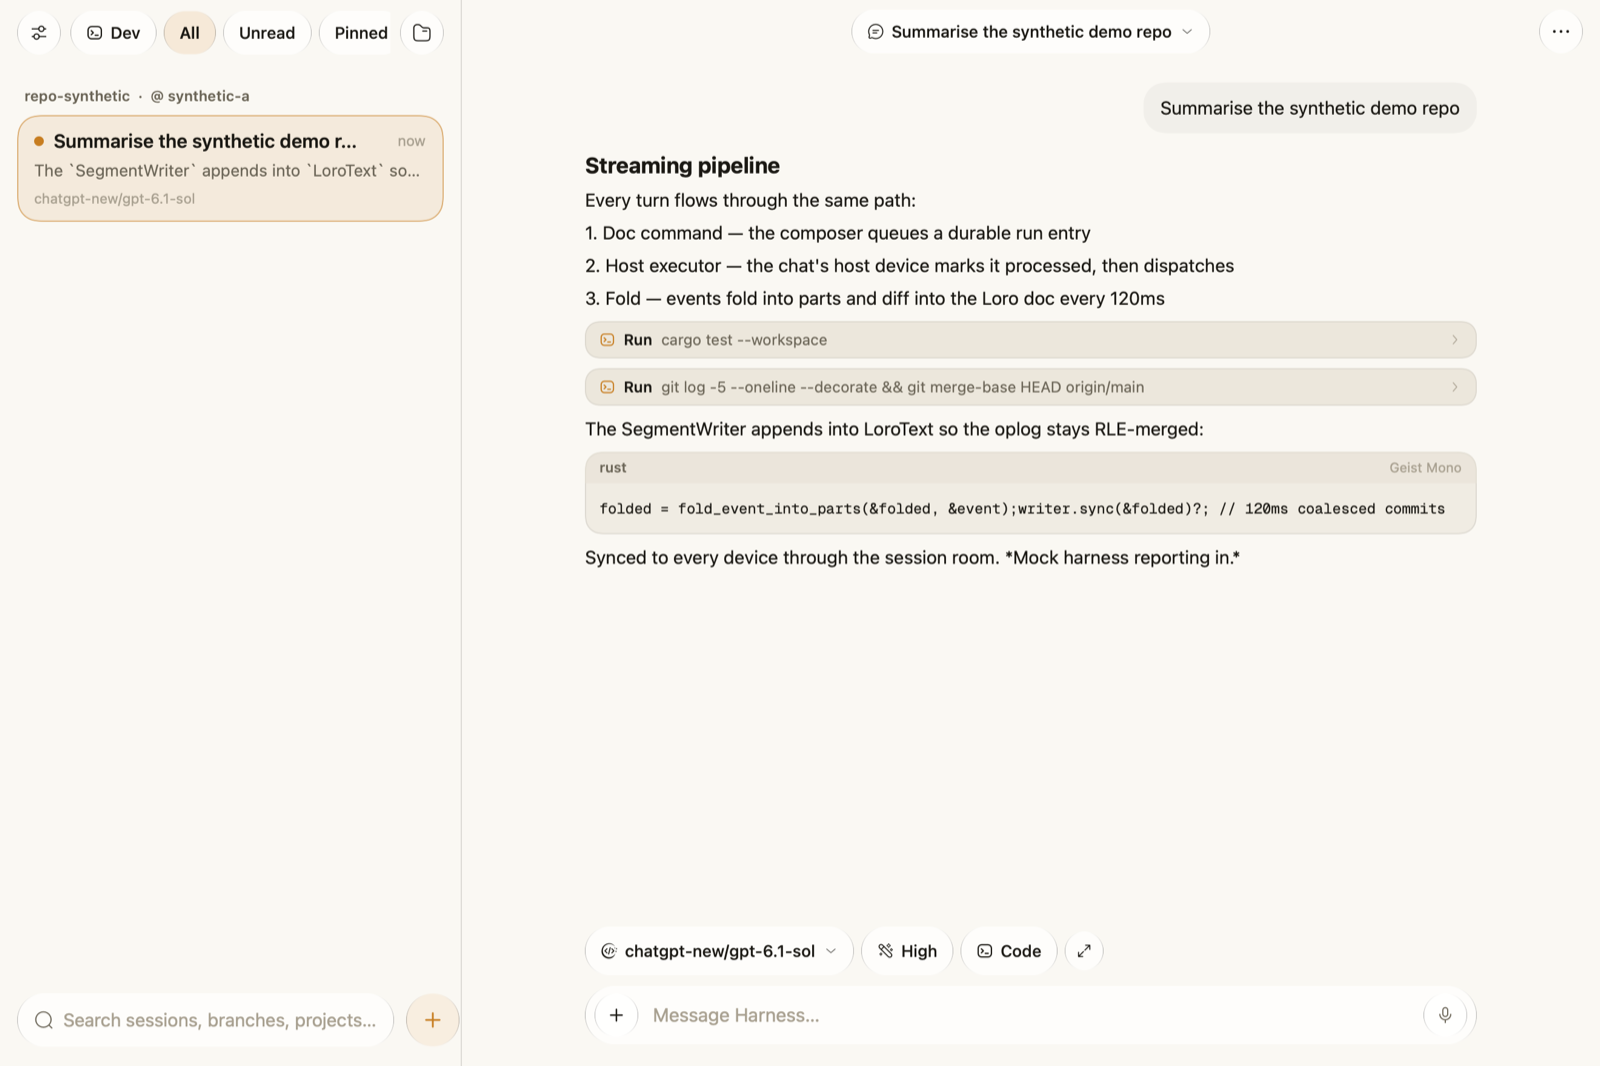 Dev
All
Unread
Pinned
repo-synthetic · @ synthetic-a
Summarise the synthetic demo r...
now
The `SegmentWriter` appends into `LoroText` so...
chatgpt-new/gpt-6.1-sol
Search sessions, branches, projects...
Summarise the synthetic demo repo
Summarise the synthetic demo repo
Streaming pipeline
Every turn flows through the same path:
1. Doc command — the composer queues a durable run entry
2. Host executor — the chat's host device marks it processed, then dispatches
3. Fold — events fold into parts and diff into the Loro doc every 120ms
Run cargo test --workspace
Run git log -5 --oneline --decorate && git merge-base HEAD origin/main
The SegmentWriter appends into LoroText so the oplog stays RLE-merged:
rust
Geist Mono
folded = fold_event_into_parts(&folded, &event);writer.sync(&folded)?; // 120ms coalesced commits
Synced to every device through the session room. *Mock harness reporting in.*
chatgpt-new/gpt-6.1-sol
High
Code
Message Harness...